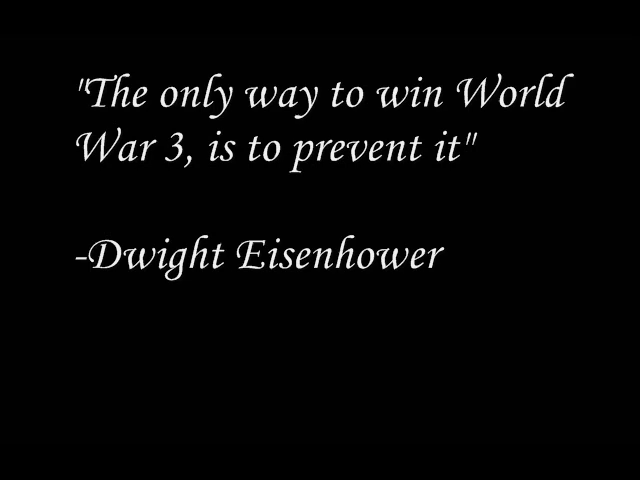 "The only way to win World
War 3, is to prevent it"
-Dwight Eisenhower